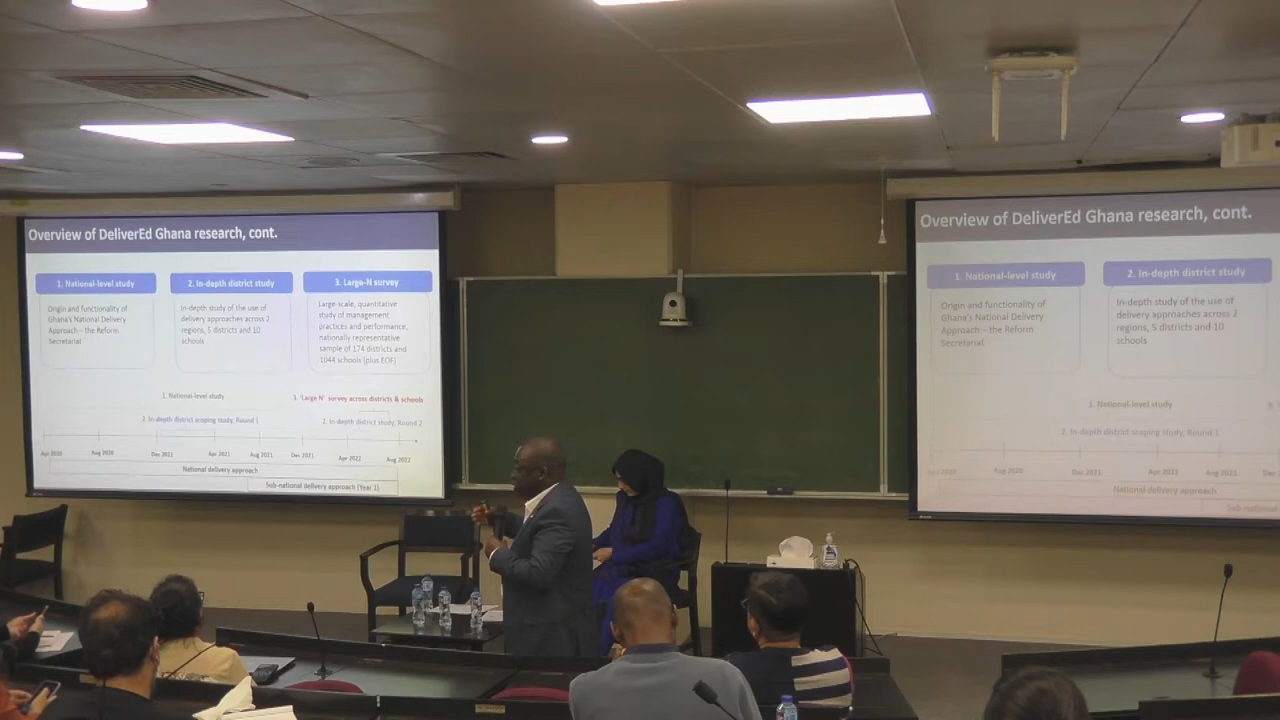 Overview of DeliverEd Ghana research, cont.
1. National-level study
2. In-depth district study
3. Large-N survey
Origin and functionality of
Ghana's National Delivery
Approach – the Reform
Secretariat
In-depth study of the use of
delivery approaches across 2
regions, 5 districts and 10
schools
Large-scale, quantitative
study of management
practices and performance,
nationally representative
sample of 174 districts and
1044 schools (plus EOF)
1. National-level study
3. 'Large N' survey across districts & schools
2. In-depth district scoping study, Round 1
2. In-depth district study, Round 2
Apr 2020
Aug 2020
Dec 2021
Apr 2021
Aug 2021
Dec 2021
Apr 2022
Aug 2022
National delivery approach
Sub-national delivery approach (Year 1)
Overview of DeliverEd Ghana research, cont.
1. National-level study
2. In-depth district study
Origin and functionality of
Ghana's National Delivery
Approach – the Reform
Secretariat
In-depth study of the use of
delivery approaches across 2
regions, 5 districts and 10
schools
1. National-level study
2. In-depth district scoping study, Round 1
Apr 2020
Aug 2020
Dec 2021
Apr 2021
Aug 2021
Dec
National delivery approach
Sub-national